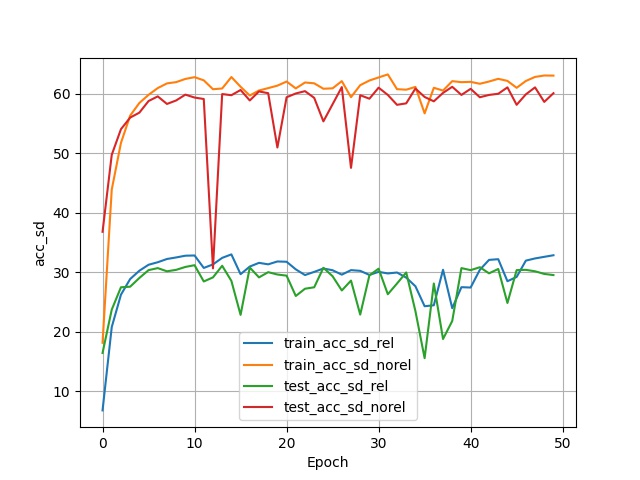 60
50
40
30
20
10
acc_sd
train_acc_sd_rel
train_acc_sd_norel
test_acc_sd_rel
test_acc_sd_norel
0 10 20 30 40 50
Epoch